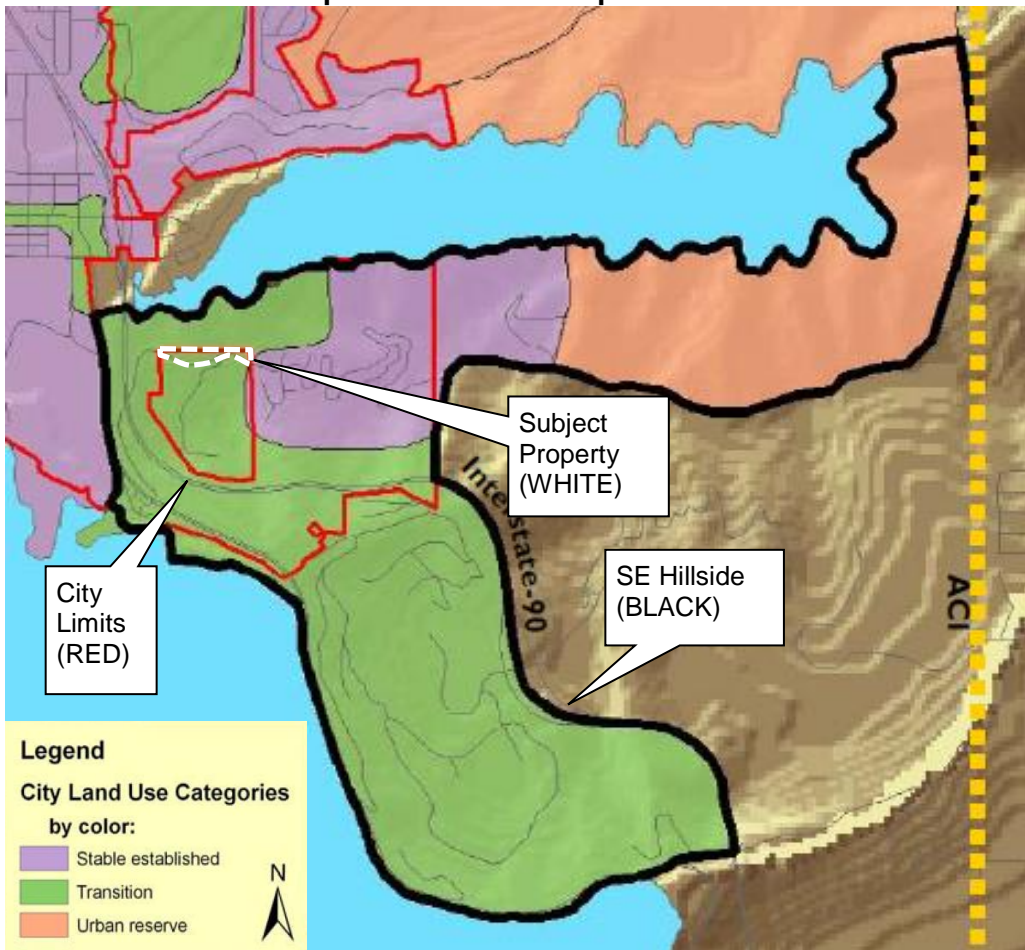 Subject
Property
(WHITE)
Interstate-90
SE Hillside
(BLACK)
ACI
City
Limits
(RED)
Legend
City Land Use Categories
by color:
Stable established
Transition
Urban reserve
N